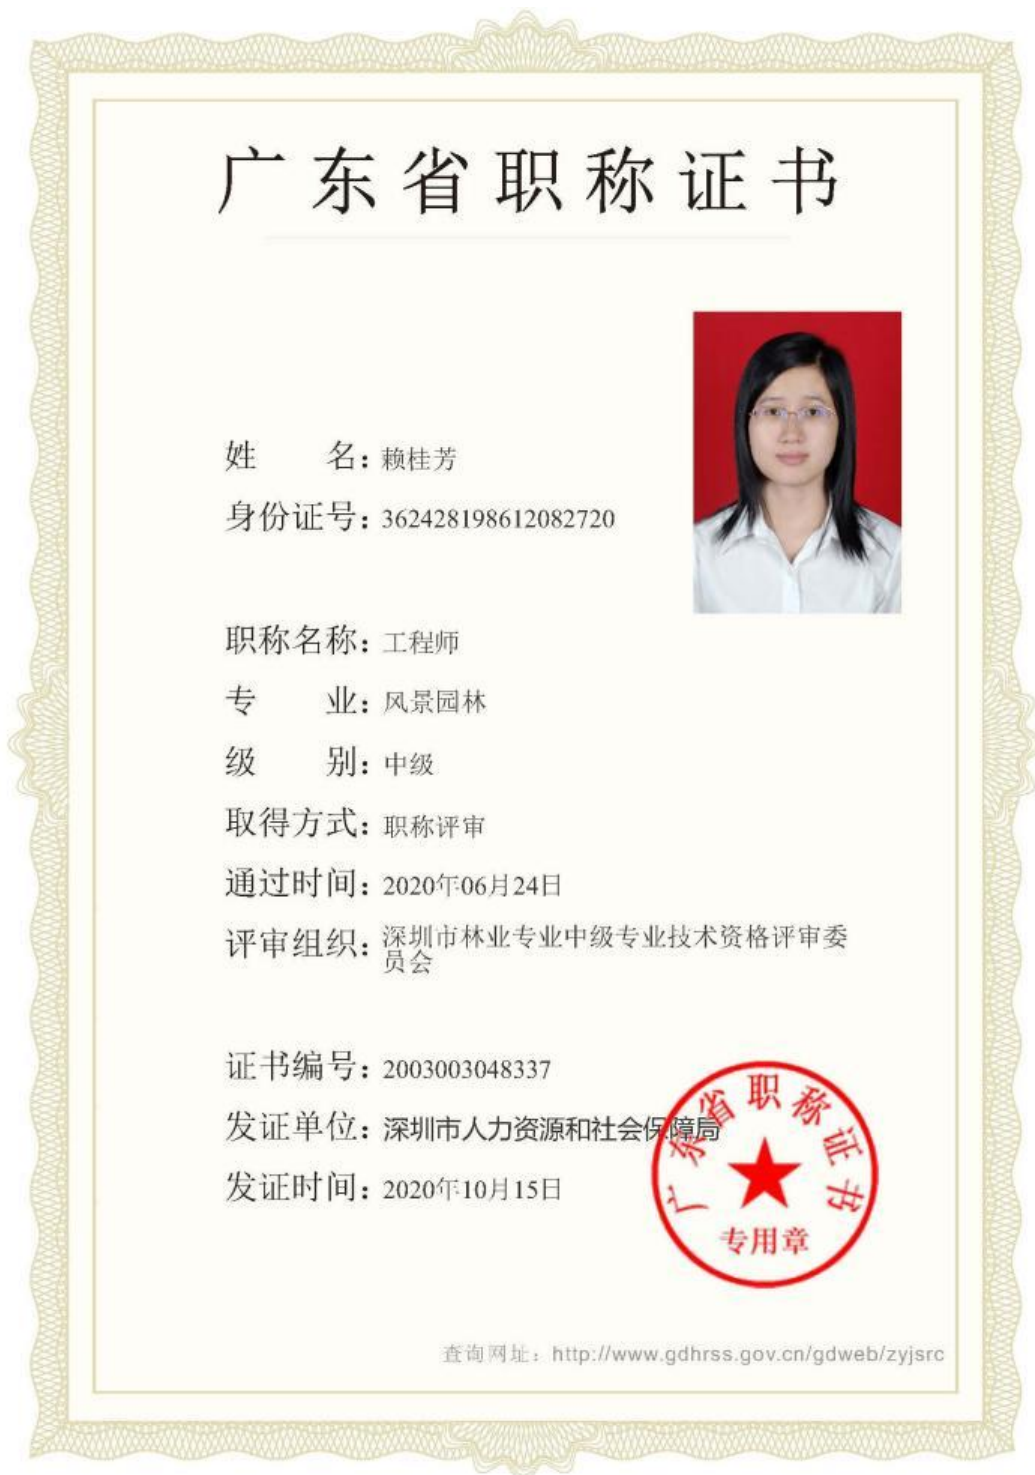 广东省职称证书
姓 名：赖桂芳
身份证号：362428198612082720
职称名称：工程师
专 业：风景园林
级 别：中级
取得方式：职称评审
通过时间：2020年06月24日
评审组织：深圳市林业专业中级专业技术资格评审委
员会
证书编号：2003003048337
发证单位：深圳市人力资源和社会保障局
发证时间：2020年10月15日
广东省职称证书
专用章
查询网址：http://www.gdhrss.gov.cn/gdweb/zyjsrc